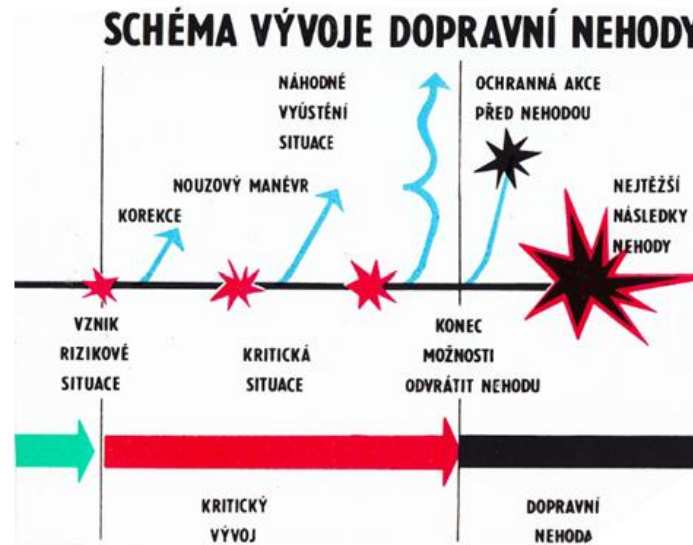 SCHÉMA VÝVOJE DOPRAVNÍ NEHODY
NÁHODNÉ
VYÚSTĚNÍ
SITUACE
OCHRANNÁ AKCE
PŘED NEHODOU
NOUZOVÝ MANÉVR
KOREKCE
NEJTĚŽŠÍ
NÁSLEDKY
NEHODY
VZNIK
RIZIKOVÉ
SITUACE
KRITICKÁ
SITUACE
KONEC
MOŽNOSTI
ODVRÁTIT NEHODU
KRITICKÝ
VÝVOJ
DOPRAVNÍ
NEHODA